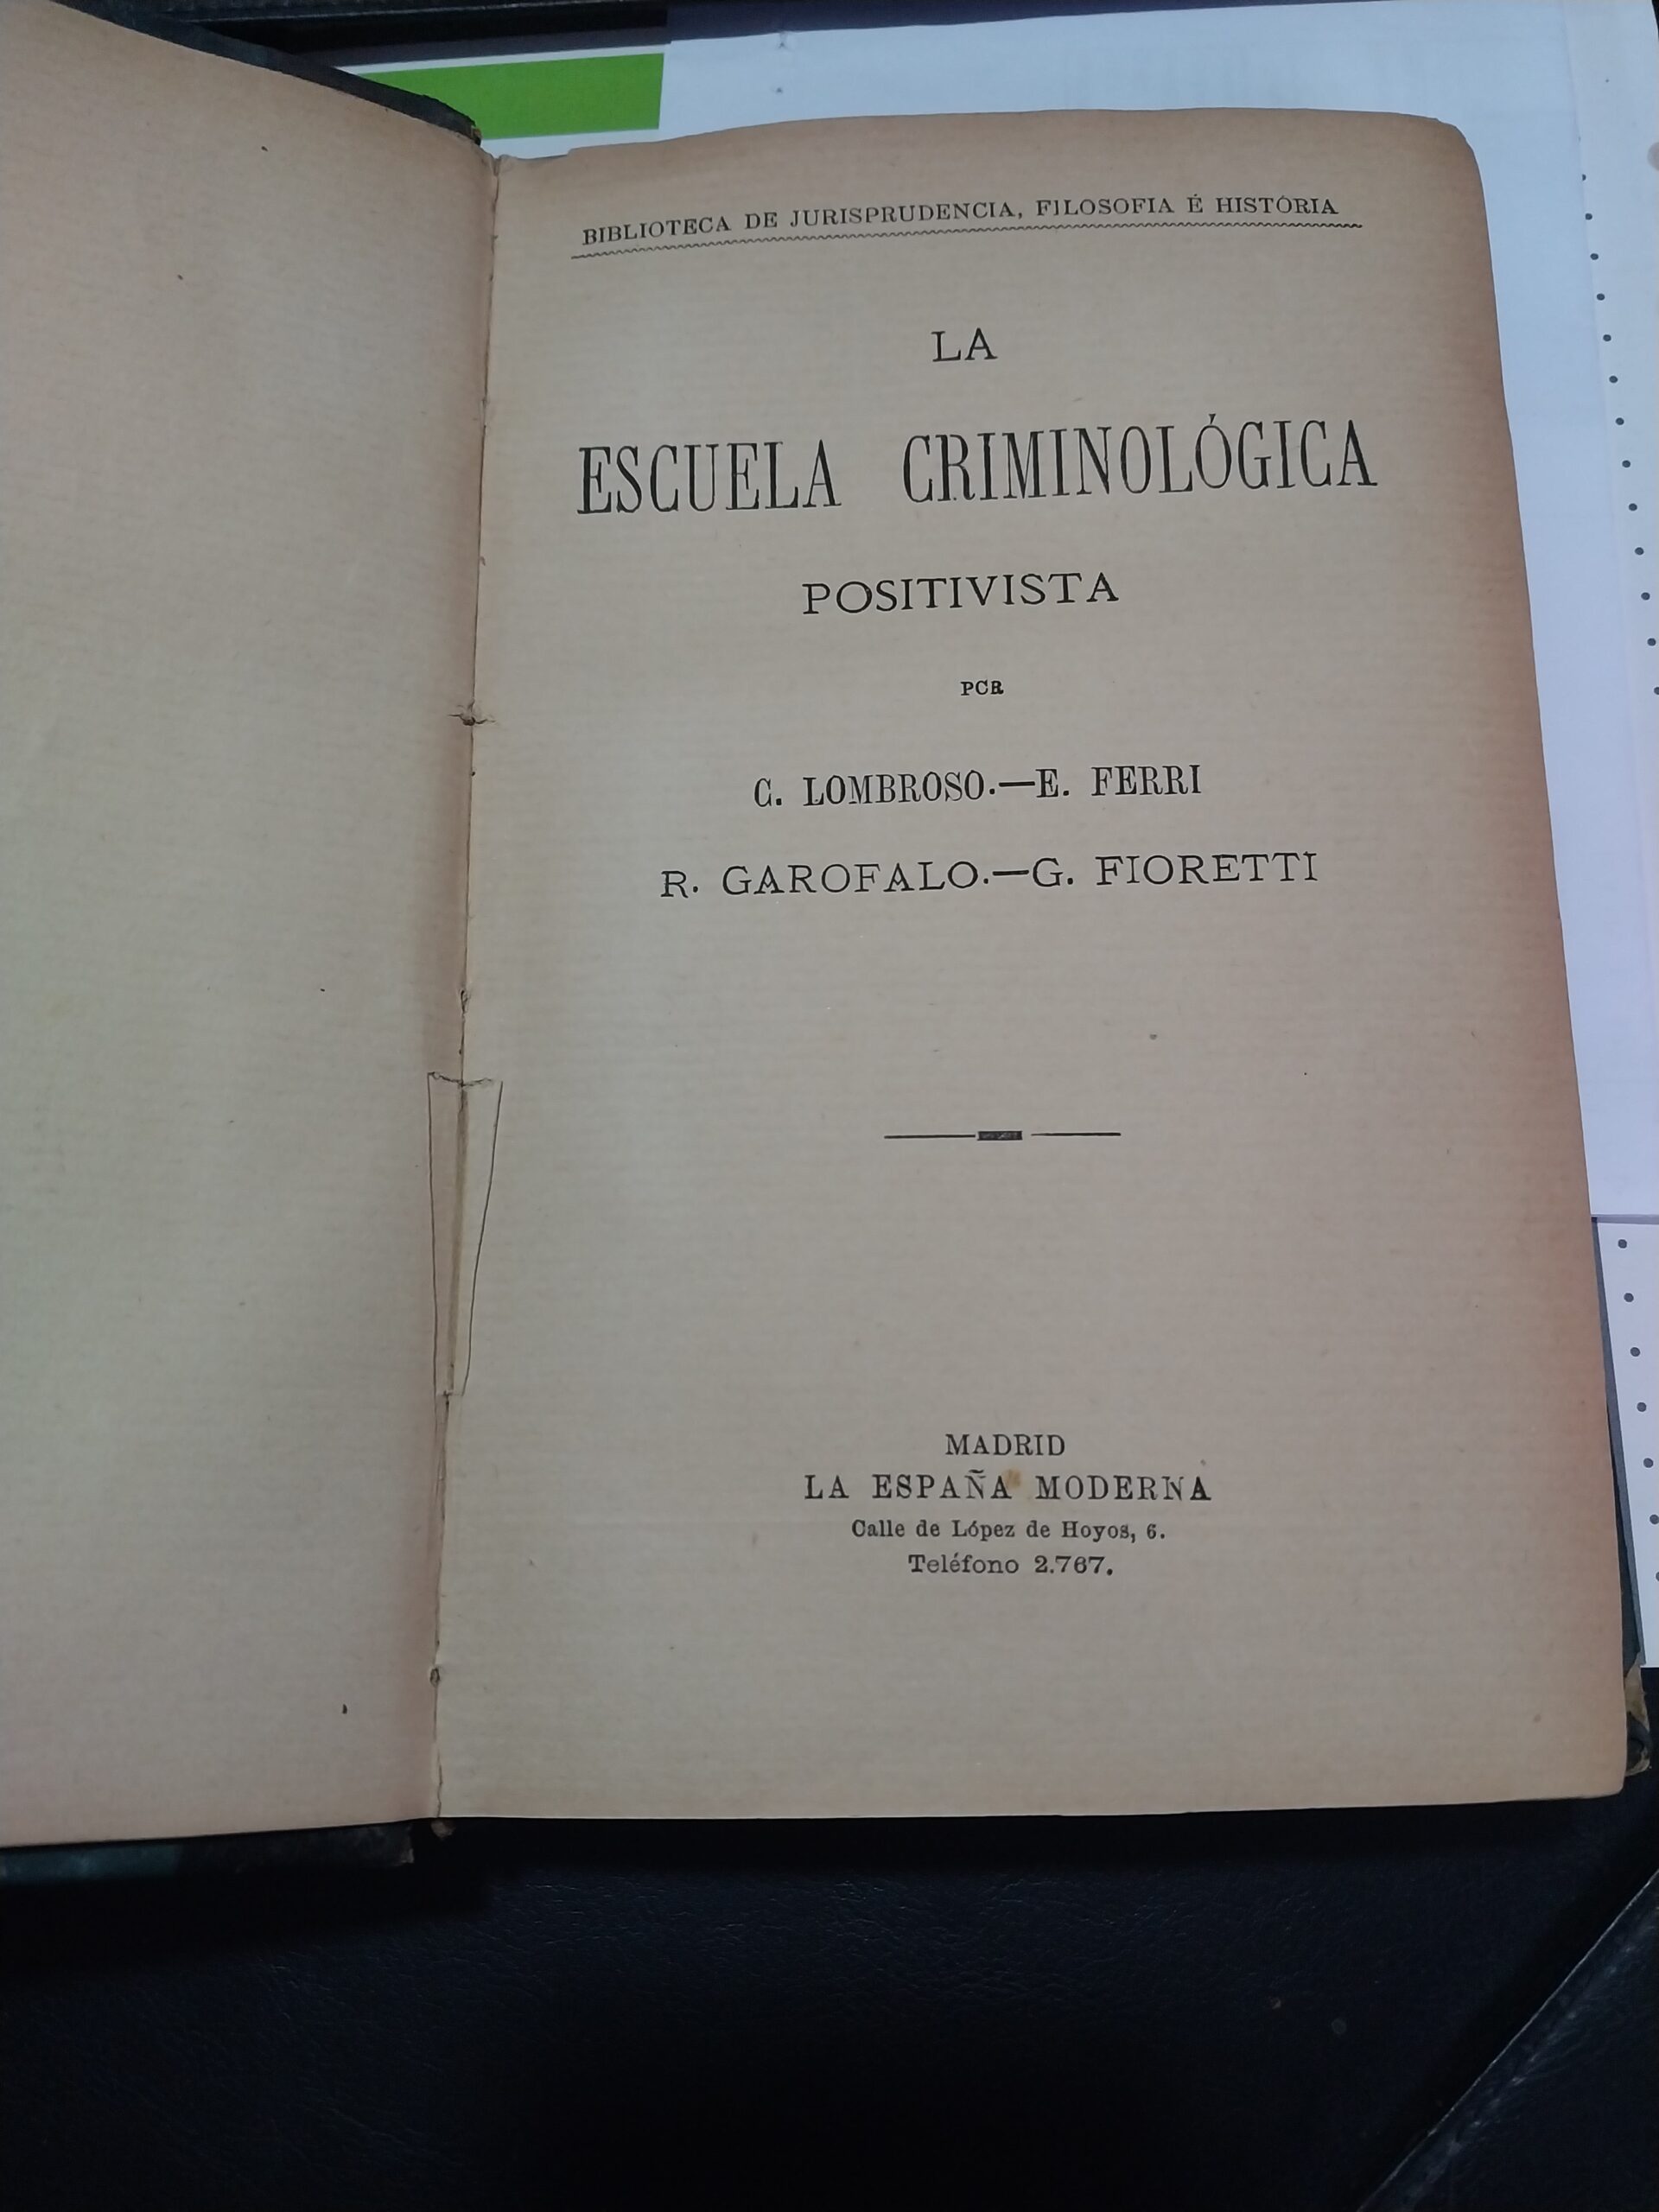 BIBLIOTECA DE JURISPRUDENCIA, FILOSOFIA É HISTÓRIA
LA
ESCUELA CRIMINOLÓGICA
POSITIVISTA
POR
C. LOMBROSO.—E. FERRI
R. GAROFALO.—G. FIORETTI
MADRID
LA ESPAÑA MODERNA
Calle de López de Hoyos, 6.
Teléfono 2.767.